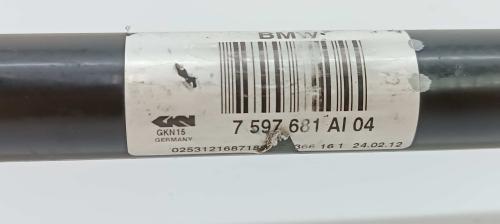 BMW
GKN
GKN15
GERMANY
7 597 681 AI 04
366 16 1 24.02.12